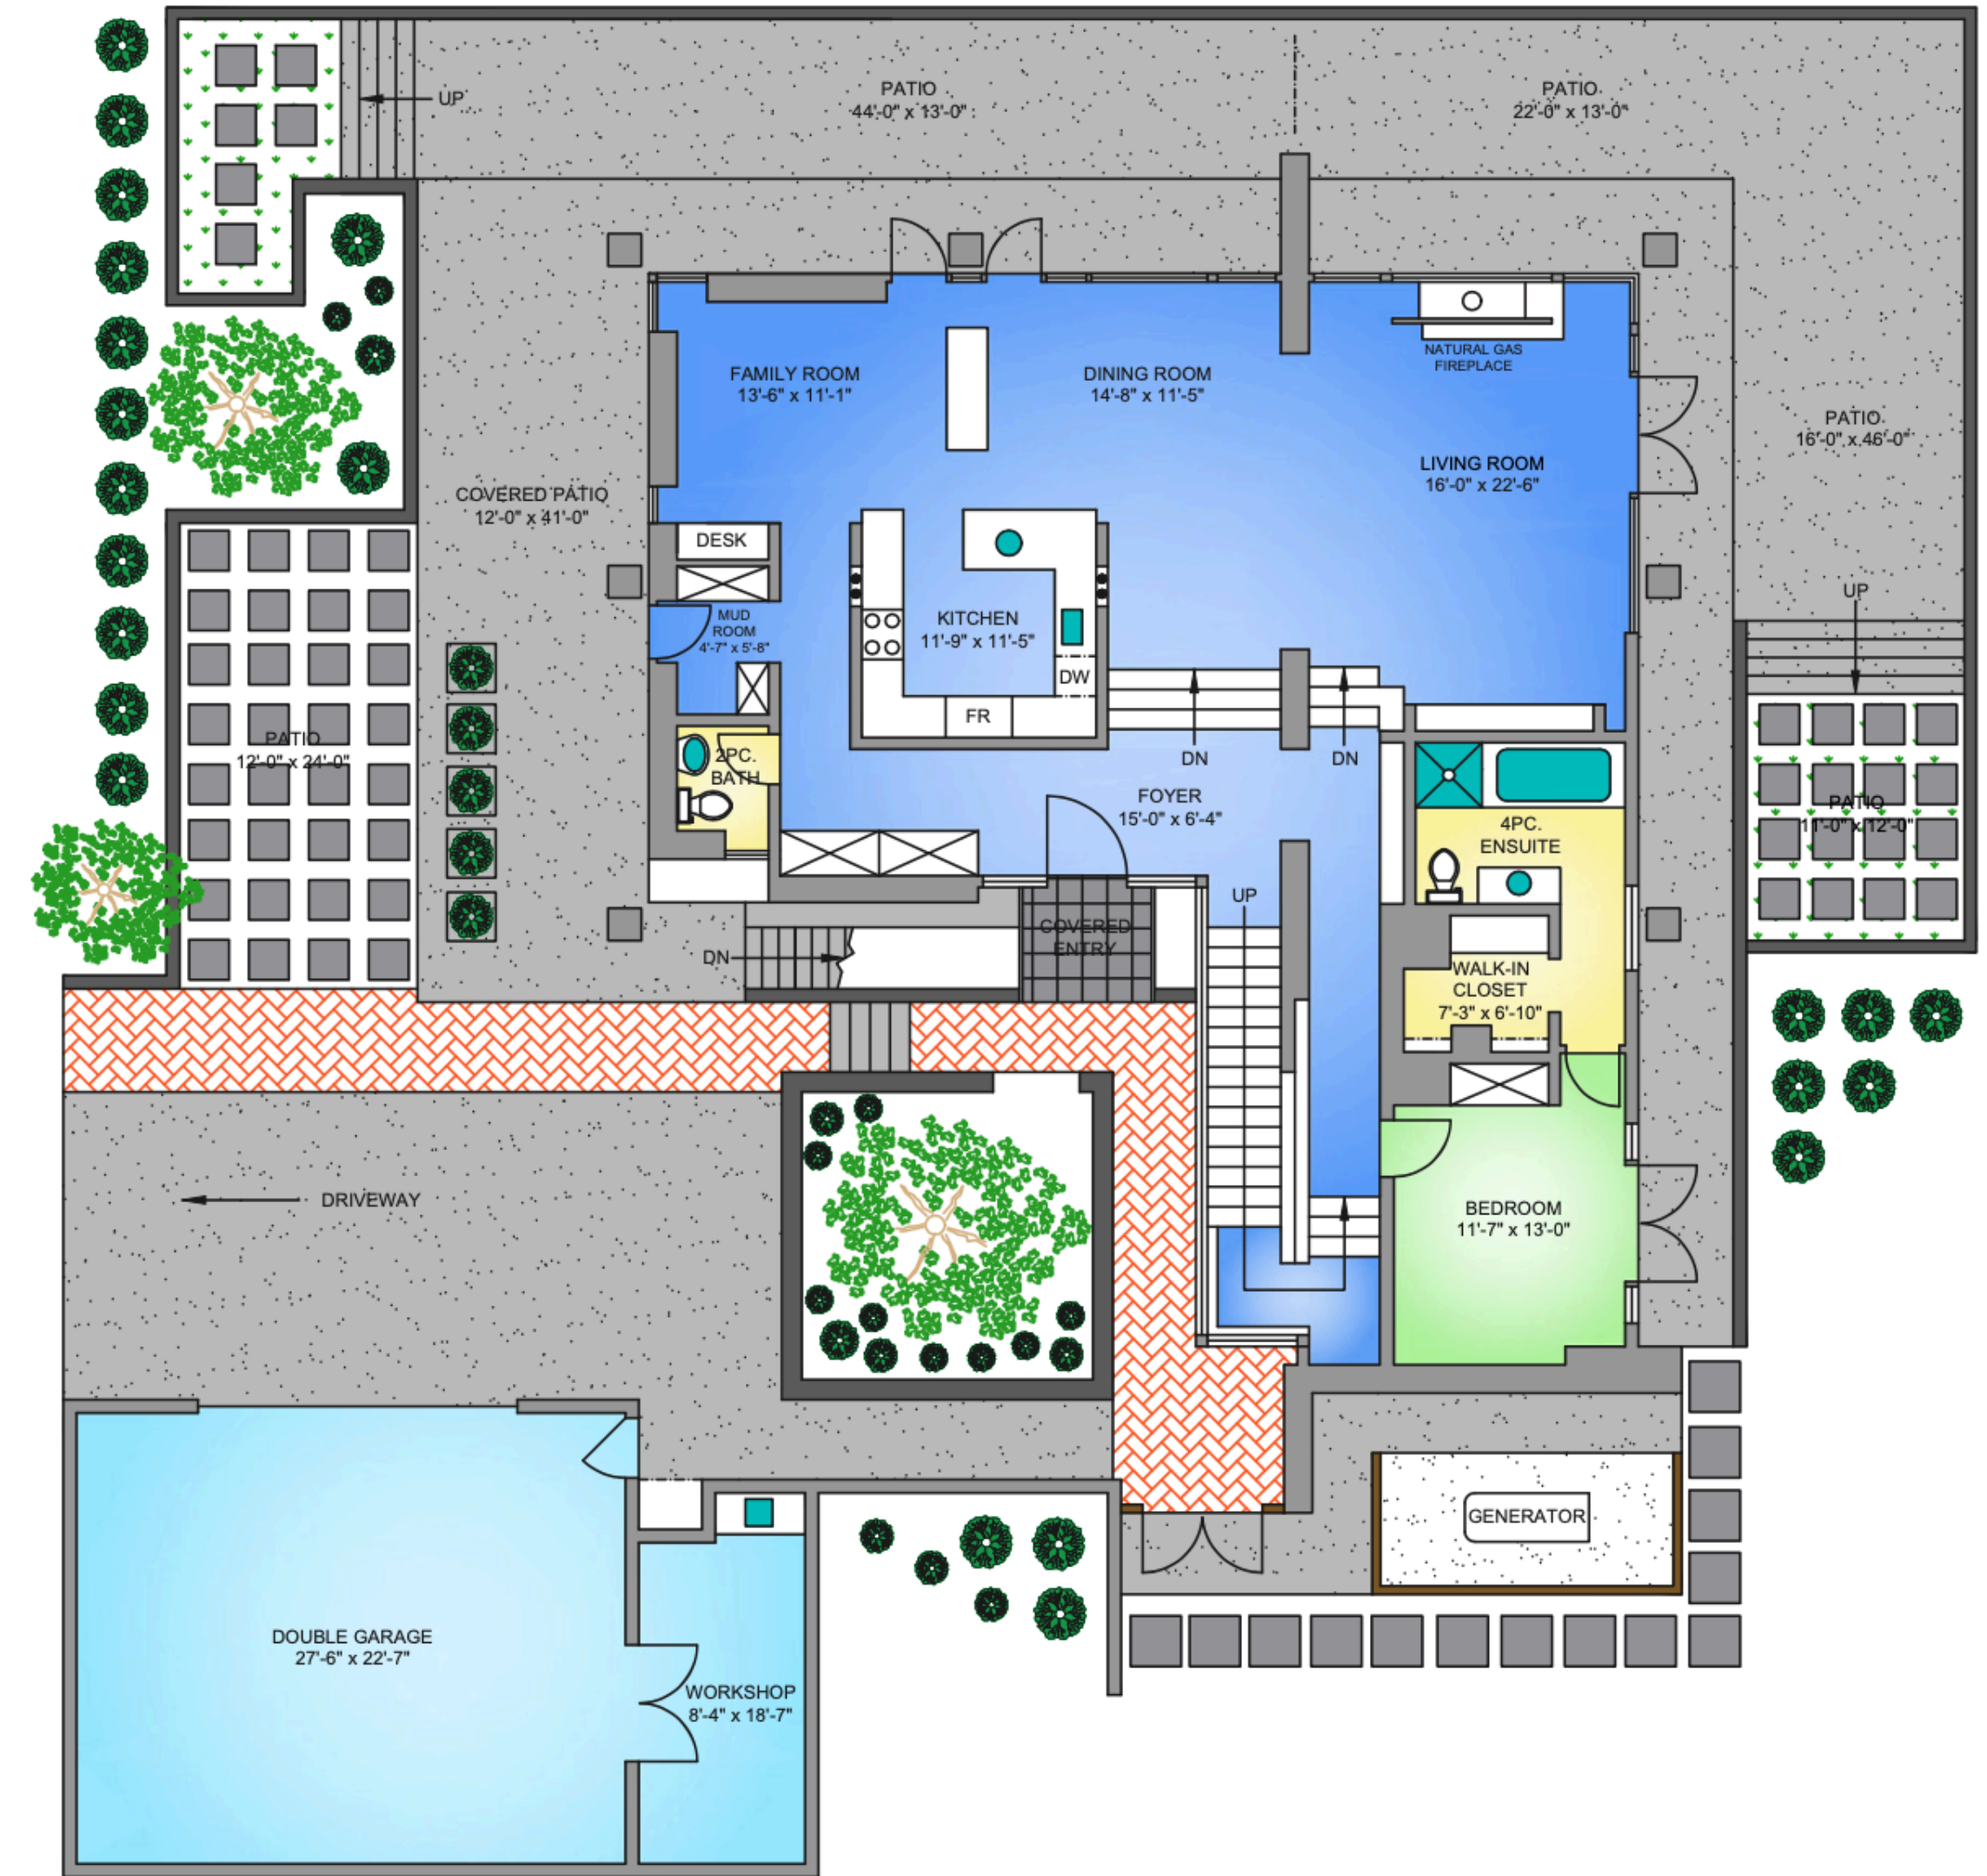 PATIO
44'-0" x 13'-0"
PATIO
22'-0" x 13'-0"
UP
FAMILY ROOM
13'-6" x 11'-1"
DINING ROOM
14'-8" x 11'-5"
NATURAL GAS
FIREPLACE
LIVING ROOM
16'-0" x 22'-6"
PATIO
16'-0" x 46'-0"
COVERED PATIO
12'-0" x 41'-0"
DESK
MUD
ROOM
4'-7" x 5'-8"
KITCHEN
11'-9" x 11'-5"
DW
FR
UP
PATIO
12'-0" x 24'-0"
2PC.
BATH
DN
DN
FOYER
15'-0" x 6'-4"
4PC.
ENSUITE
PATIO
11'-0" x 12'-0"
UP
COVERED
ENTRY
DN
WALK-IN
CLOSET
7'-3" x 6'-10"
DRIVEWAY
BEDROOM
11'-7" x 13'-0"
GENERATOR
DOUBLE GARAGE
27'-6" x 22'-7"
WORKSHOP
8'-4" x 18'-7"